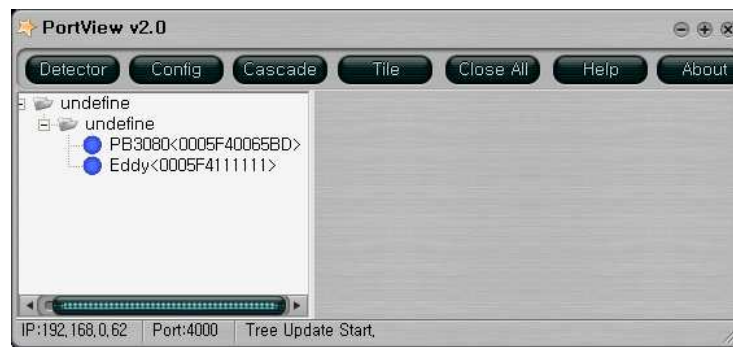 PortView v2.0
Detector Config Cascade Tile Close All Help About
undefine
undefine
PB3080<0005F40065BD>
Eddy<0005F4111111>
IP:192,168,0,62 Port:4000 Tree Update Start,